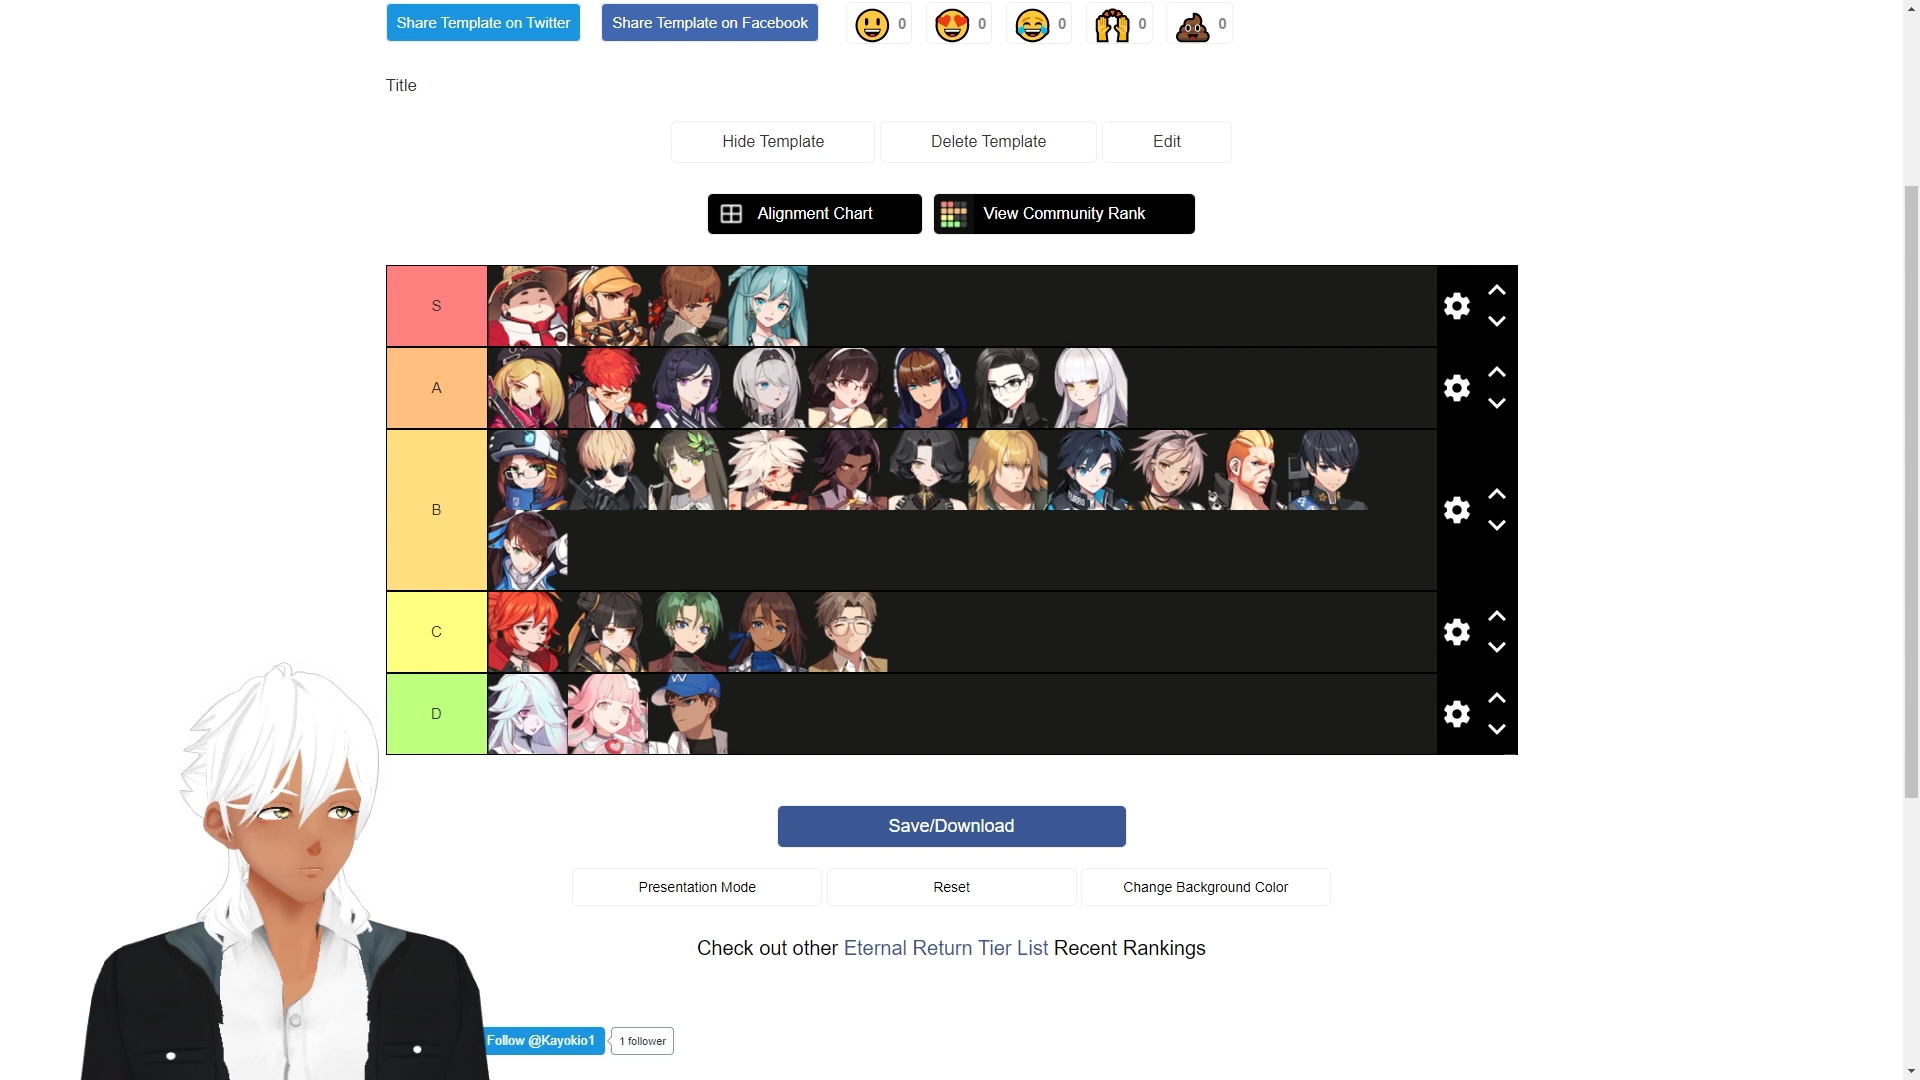 Share Template on Twitter
Share Template on Facebook
0
0
0
0
0
Title
Hide Template
Delete Template
Edit
Alignment Chart
View Community Rank
S
A
B
TURBO
C
D
W
Save/Download
Presentation Mode
Reset
Change Background Color
Check out other Eternal Return Tier List Recent Rankings
Follow @Kayokio1
1 follower